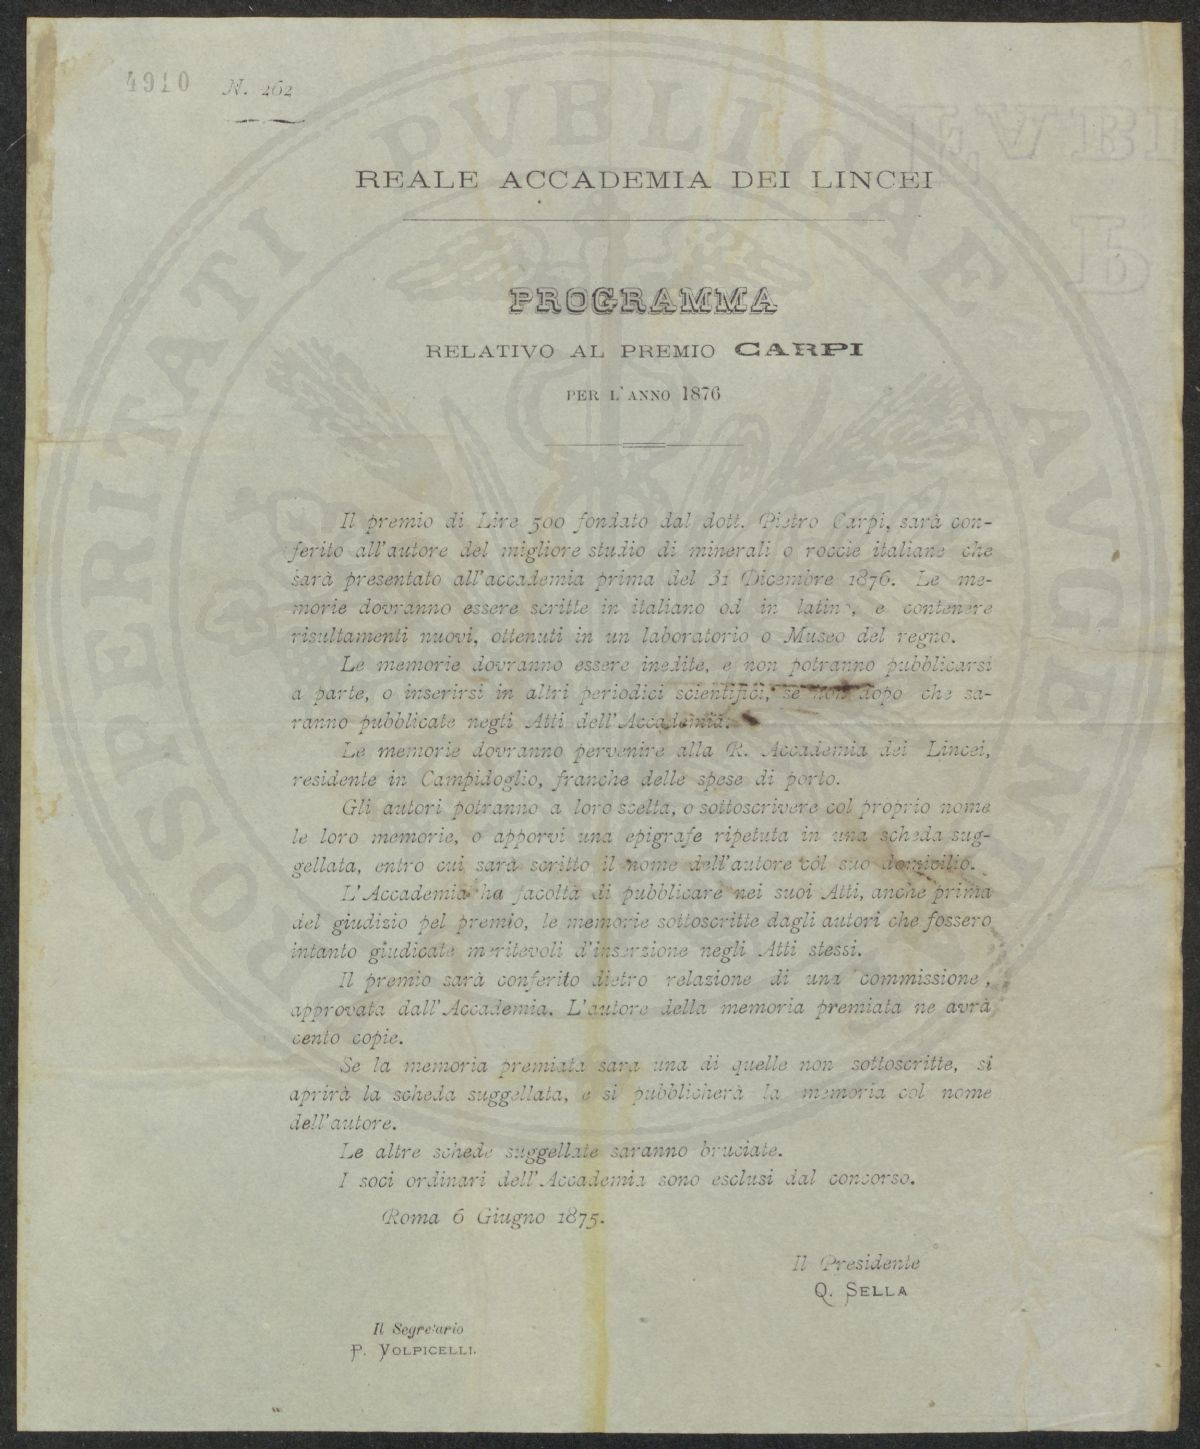 4910 N. 262
REALE ACCADEMIA DEI LINCEI
PROGRAMMA
RELATIVO AL PREMIO CARPI
PER L'ANNO 1876
Il premio di Lire 500 fondato dal dott. Pietro Carpi, sarà con-
ferito all'autore del migliore studio di minerali o roccie italiane che
sarà presentato all'accademia prima del 31 Dicembre 1876. Le me-
morie dovranno essere scritte in italiano od in latino, e contenere
risultamenti nuovi, ottenuti in un laboratorio o Museo del regno.
Le memorie dovranno essere inedite, e non potranno pubblicarsi
a parte, o inserirsi in altri periodici scientifici, se non dopo che sa-
ranno pubblicate negli Atti dell'Accademia.
Le memorie dovranno pervenire alla R. Accademia dei Lincei,
residente in Campidoglio, franche delle spese di porto.
Gli autori potranno a loro scelta, o sottoscrivere col proprio nome
le loro memorie, o apporvi una epigrafe ripetuta in una scheda sug-
gellata, entro cui sarà scritto il nome dell'autore col suo domicilio.
L'Accademia ha facoltà di pubblicare nei suoi Atti, anche prima
del giudizio pel premio, le memorie sottoscritte dagli autori che fossero
intanto giudicate meritevoli d'inserzione negli Atti stessi.
Il premio sarà conferito dietro relazione di una commissione,
approvata dall'Accademia. L'autore della memoria premiata ne avrà
cento copie.
Se la memoria premiata sara una di quelle non sottoscritte, si
aprirà la scheda suggellata, e si pubblicherà la memoria col nome
dell'autore.
Le altre schede suggellate saranno bruciate.
I soci ordinari dell'Accademia sono esclusi dal concorso.
Roma 6 Giugno 1875.
Il Presidente
Q. SELLA
Il Segretario
P. VOLPICELLI.
PROSPERITATI PVBLICAE AVGENDAE